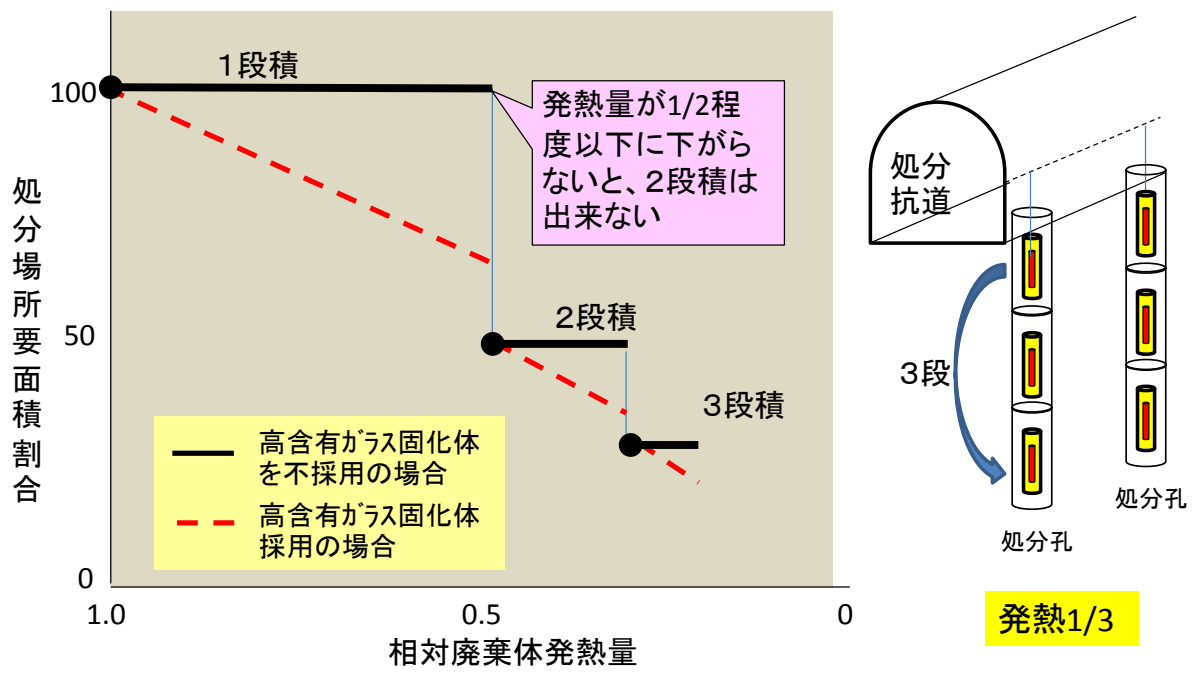 １段積
発熱量が1/2程
度以下に下がら
ないと、２段積は
出来ない
100
50
0
処分場所要面積割合
２段積
３段積
高含有ｶﾞﾗｽ固化体
を不採用の場合
高含有ｶﾞﾗｽ固化体
採用の場合
1.0
0.5
0
相対廃棄体発熱量
処分
抗道
３段
処分孔
処分孔
発熱1/3